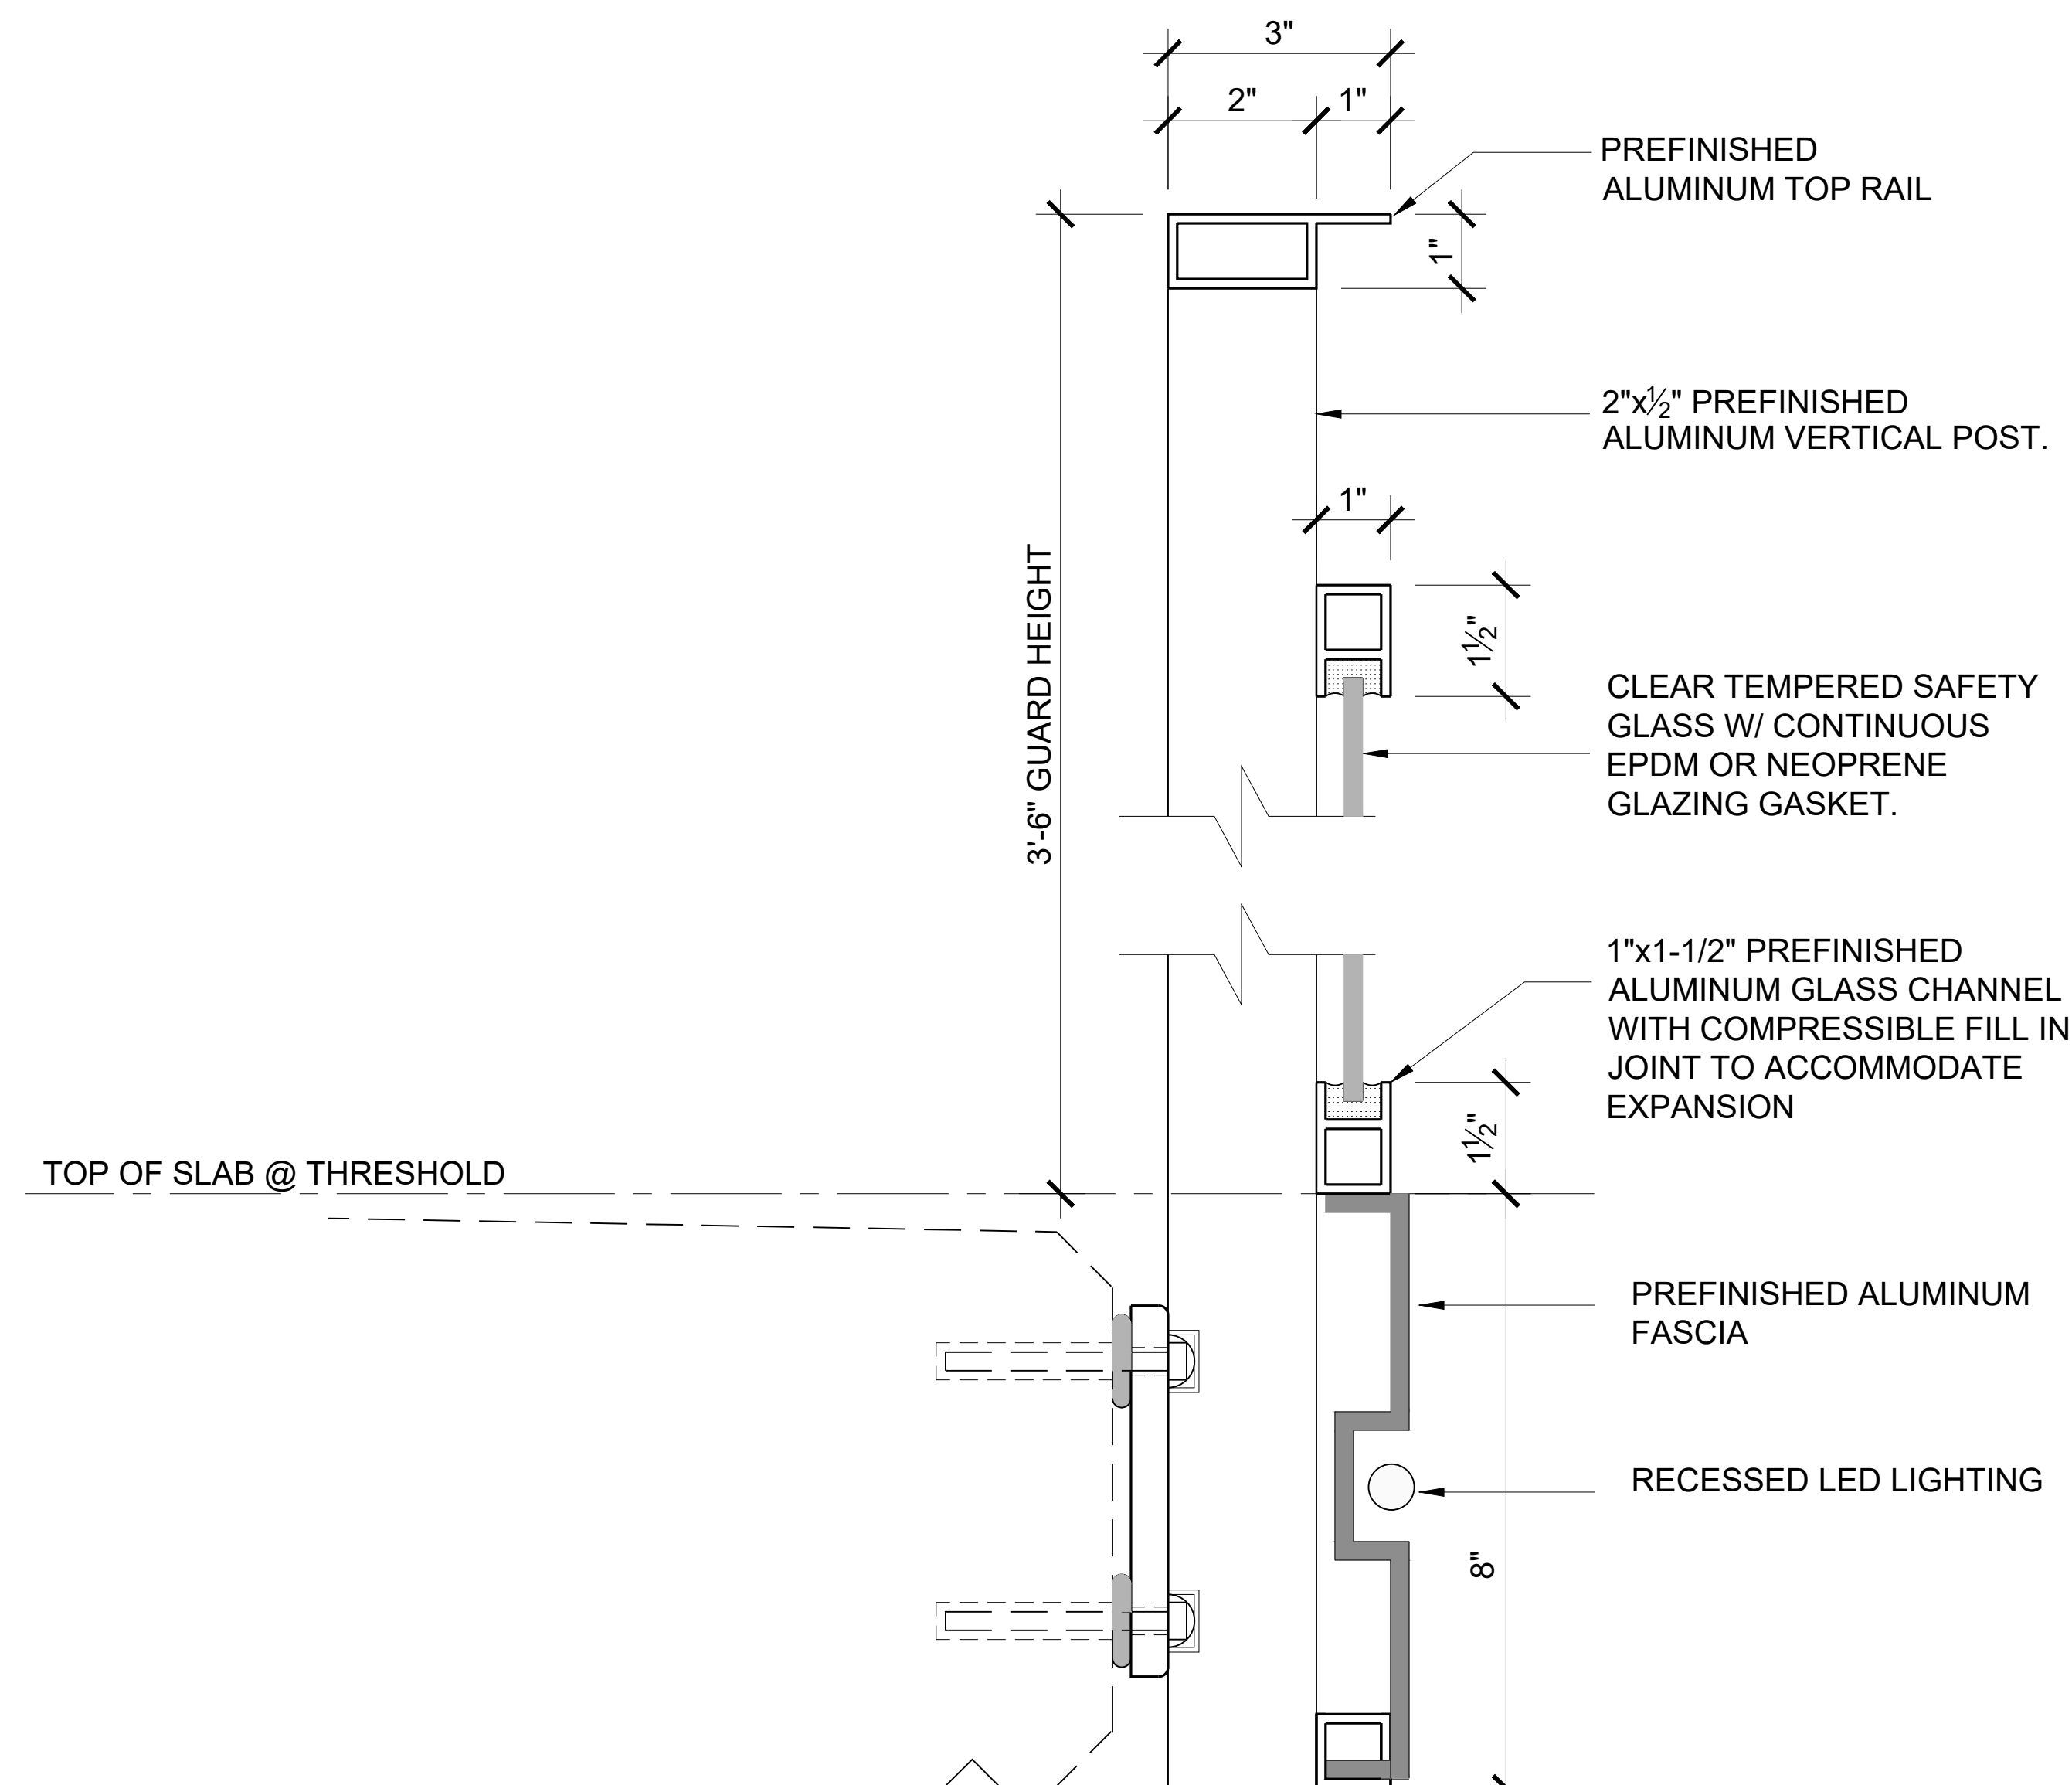 3"
2"
1"
PREFINISHED
ALUMINUM TOP RAIL
1"
2"x½" PREFINISHED
ALUMINUM VERTICAL POST.
1"
3'-6" GUARD HEIGHT
1½"
CLEAR TEMPERED SAFETY
GLASS W/ CONTINUOUS
EPDM OR NEOPRENE
GLAZING GASKET.
1"x1-1/2" PREFINISHED
ALUMINUM GLASS CHANNEL
WITH COMPRESSIBLE FILL IN
JOINT TO ACCOMMODATE
EXPANSION
1½"
TOP OF SLAB @ THRESHOLD
PREFINISHED ALUMINUM
FASCIA
RECESSED LED LIGHTING
8"